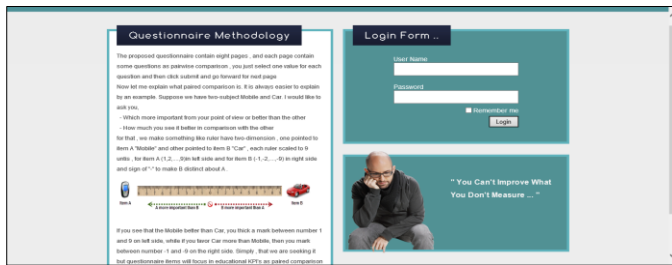 Questionnaire Methodology
The proposed questionnaire contain eight pages , and each page contain
some questions as pairwise comparison , you just select one value for each
question and then click submit and go forward for next page
Now let me explain what paired comparison is. It is always easier to explain
by an example. Suppose we have two-subject Mobile and Car. I would like to
ask you,
- Which more important from your point of view or better than the other
- How much you see it better in comparison with the other
for that , we make something like ruler have two-dimension , one pointed to
item A "Mobile" and other pointed to item B "Car" , each ruler scaled to 9
units , for item A (1,2,...,9)in left side and for item B (-1,-2,...,-9) in right side
and sign of "-" to make B distinct about A.
Item A
A more important than B
B more important than A
Item B
If you see that the Mobile better than Car, you thick a mark between number 1
and 9 on left side, while if you favor Car more than Mobile, then you mark
between number -1 and -9 on the right side. Simply , that we are seeking it
but questionnaire items will focus in educational KPI's as paired comparison
Login Form ..
User Name
Password
Remember me
Login
" You Can't Improve What
You Don't Measure ... "